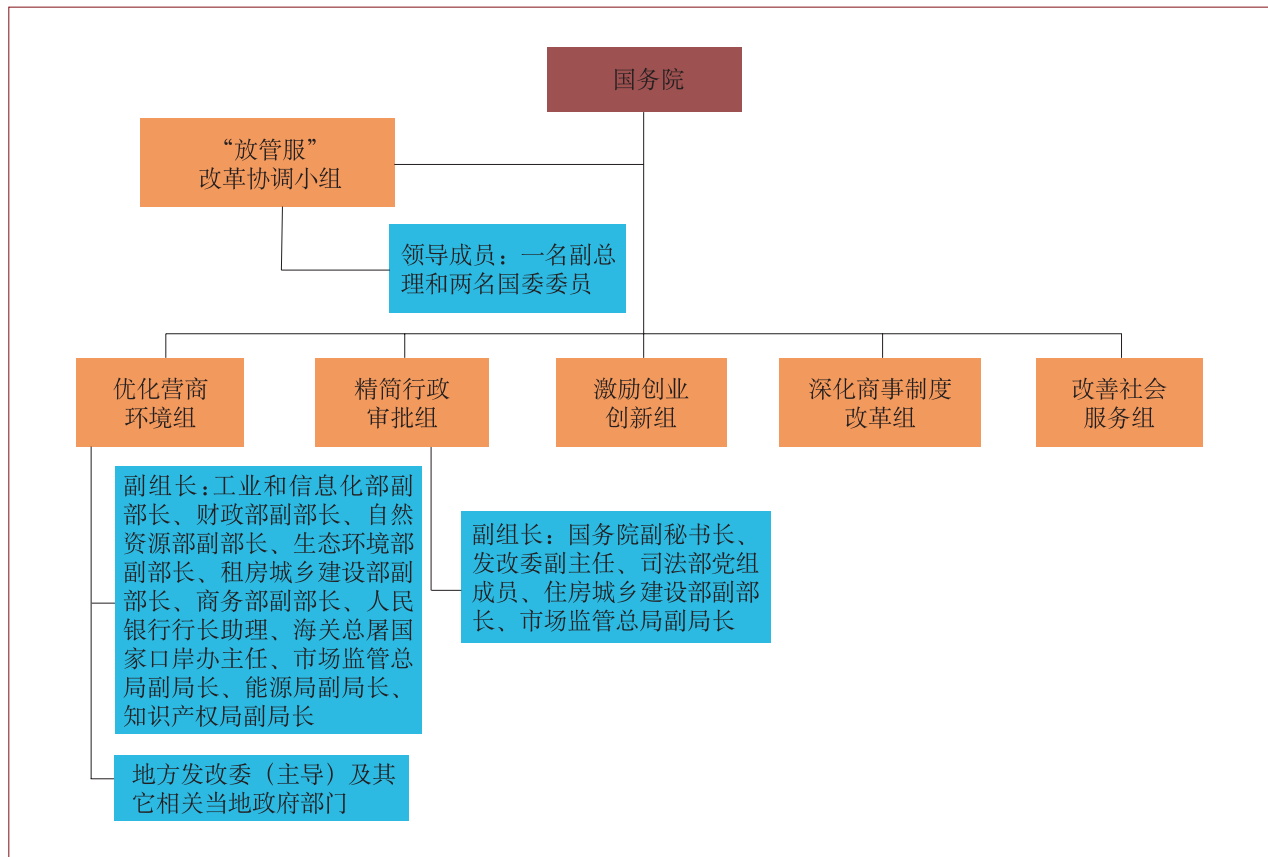 国务院
“放管服”
改革协调小组
领导成员：一名副总
理和两名国委委员
优化营商
环境组
精简行政
审批组
激励创业
创新组
深化商事制度
改革组
改善社会
服务组
副组长：工业和信息化部副
部长、财政部副部长、自然
资源部副部长、生态环境部
副部长、租房城乡建设部副
部长、商务部副部长、人民
银行行长助理、海关总屠国
家口岸办主任、市场监管总
局副局长、能源局副局长、
知识产权局副局长
副组长：国务院副秘书长、
发改委副主任、司法部党组
成员、住房城乡建设部副部
长、市场监管总局副局长
地方发改委（主导）及其
它相关当地政府部门